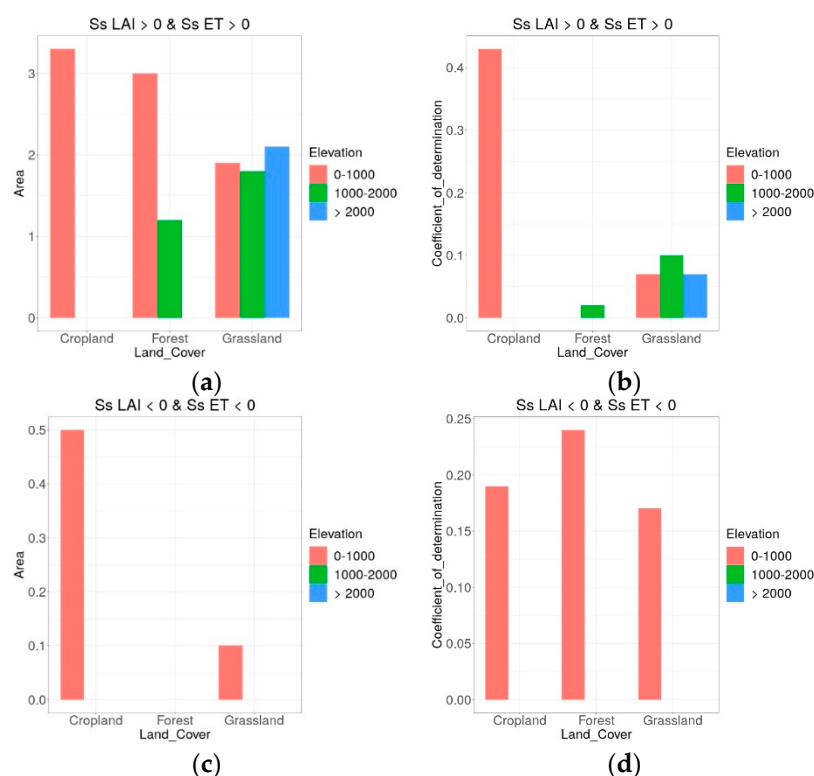 Ss LAI > 0 & Ss ET > 0
Area
3
2
1
0
Cropland Forest Grassland
Land_Cover
Elevation
0-1000
1000-2000
> 2000
(a)
Ss LAI > 0 & Ss ET > 0
Coefficient_of_determination
0.4
0.3
0.2
0.1
0.0
Cropland Forest Grassland
Land_Cover
Elevation
0-1000
1000-2000
> 2000
(b)
Ss LAI < 0 & Ss ET < 0
Area
0.5
0.4
0.3
0.2
0.1
0.0
Cropland Forest Grassland
Land_Cover
Elevation
0-1000
1000-2000
> 2000
(c)
Ss LAI < 0 & Ss ET < 0
Coefficient_of_determination
0.25
0.20
0.15
0.10
0.05
0.00
Cropland Forest Grassland
Land_Cover
Elevation
0-1000
1000-2000
> 2000
(d)